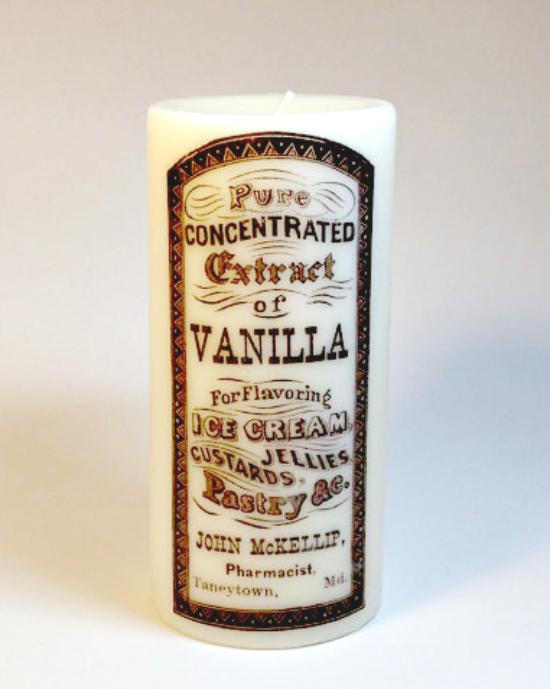 Pure
CONCENTRATED
Extract
of
VANILLA
For Flavoring
ICE CREAM,
CUSTARDS, JELLIES,
Pastry &c.
JOHN McKELLIP,
Pharmacist,
Taneytown, Md.